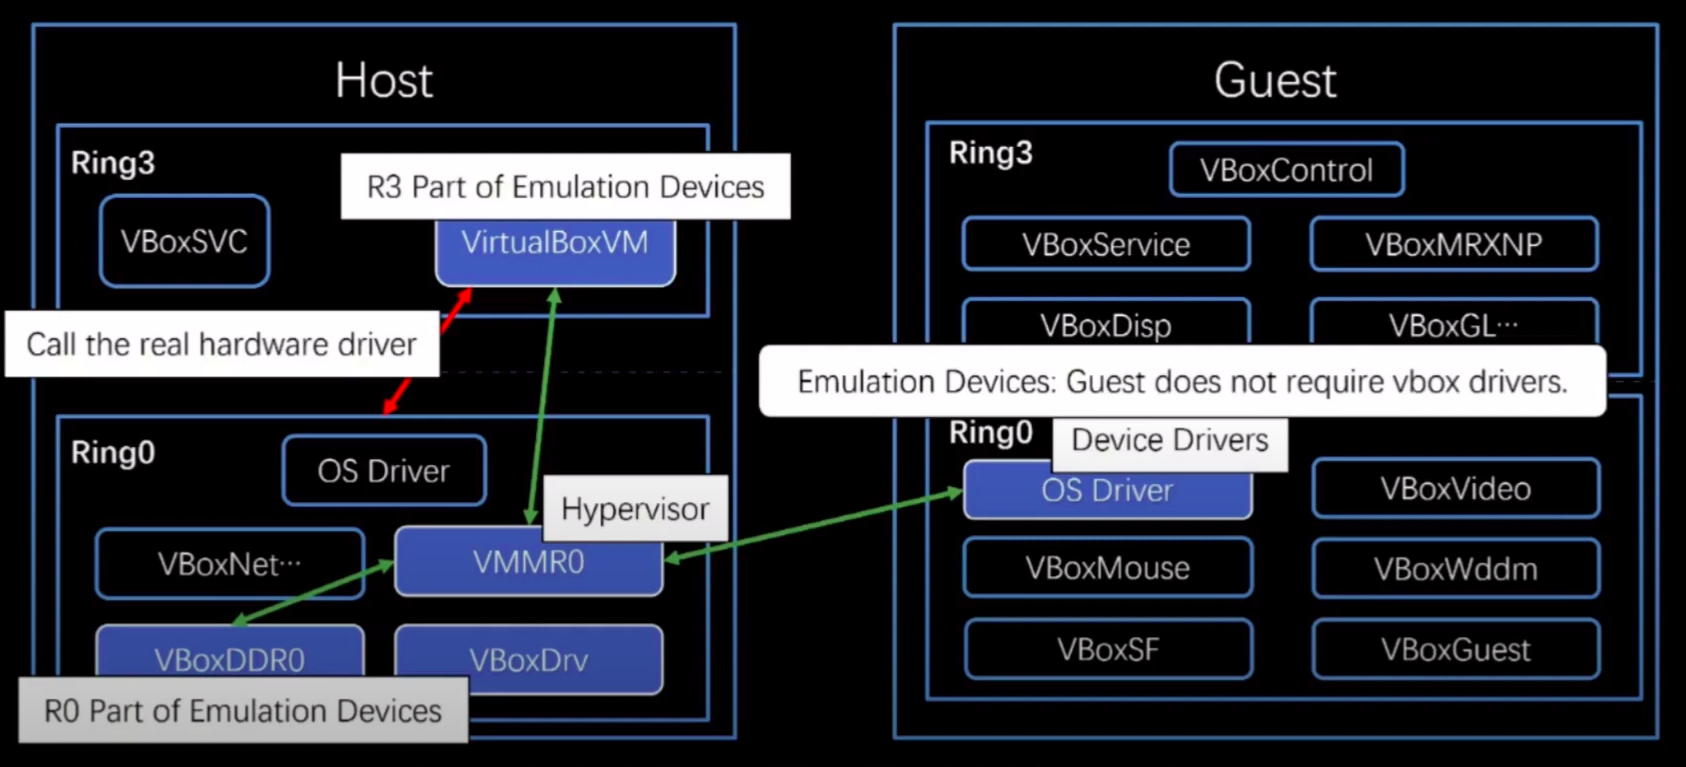 Host
Ring3
R3 Part of Emulation Devices
VBoxSVC
VirtualBoxVM
Call the real hardware driver
Ring0
OS Driver
Hypervisor
VBoxNet···
VMMR0
VBoxDDR0
VBoxDrv
R0 Part of Emulation Devices
Guest
Ring3
VBoxControl
VBoxService
VBoxMRXNP
VBoxDisp
VBoxGL···
Emulation Devices: Guest does not require vbox drivers.
Ring0
Device Drivers
OS Driver
VBoxVideo
VBoxMouse
VBoxWddm
VBoxSF
VBoxGuest